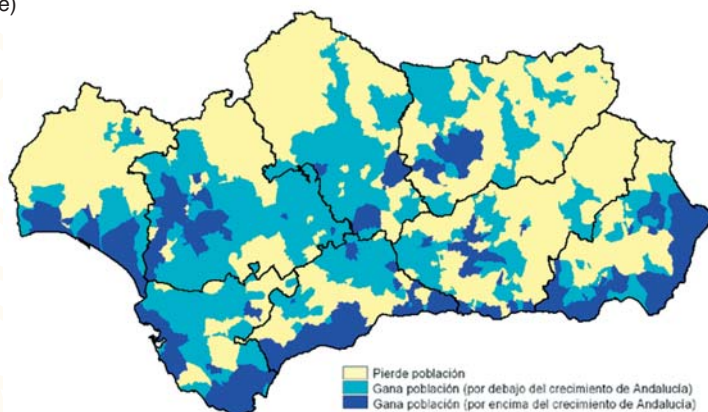 e)
Pierde población
Gana población (por debajo del crecimiento de Andalucía)
Gana población (por encima del crecimiento de Andalucía)